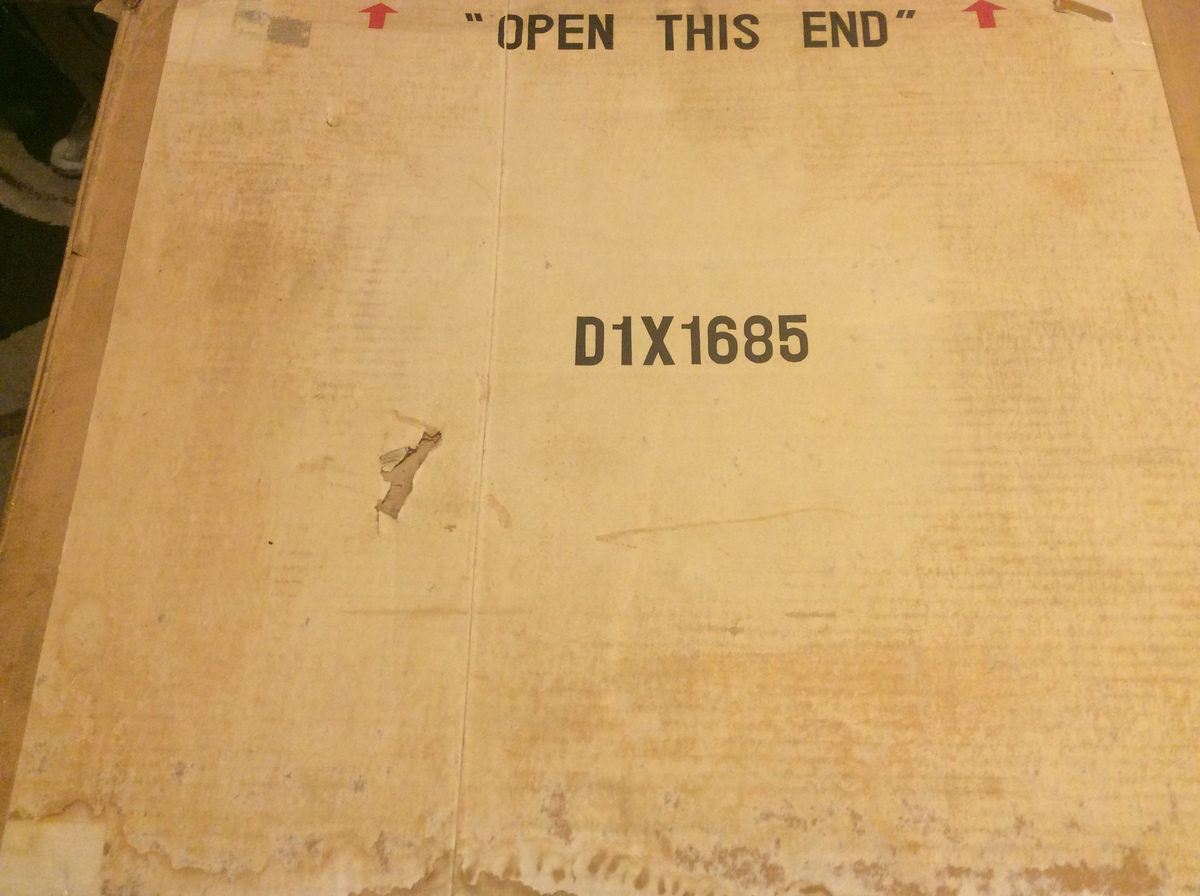 "OPEN THIS END"
D1X1685